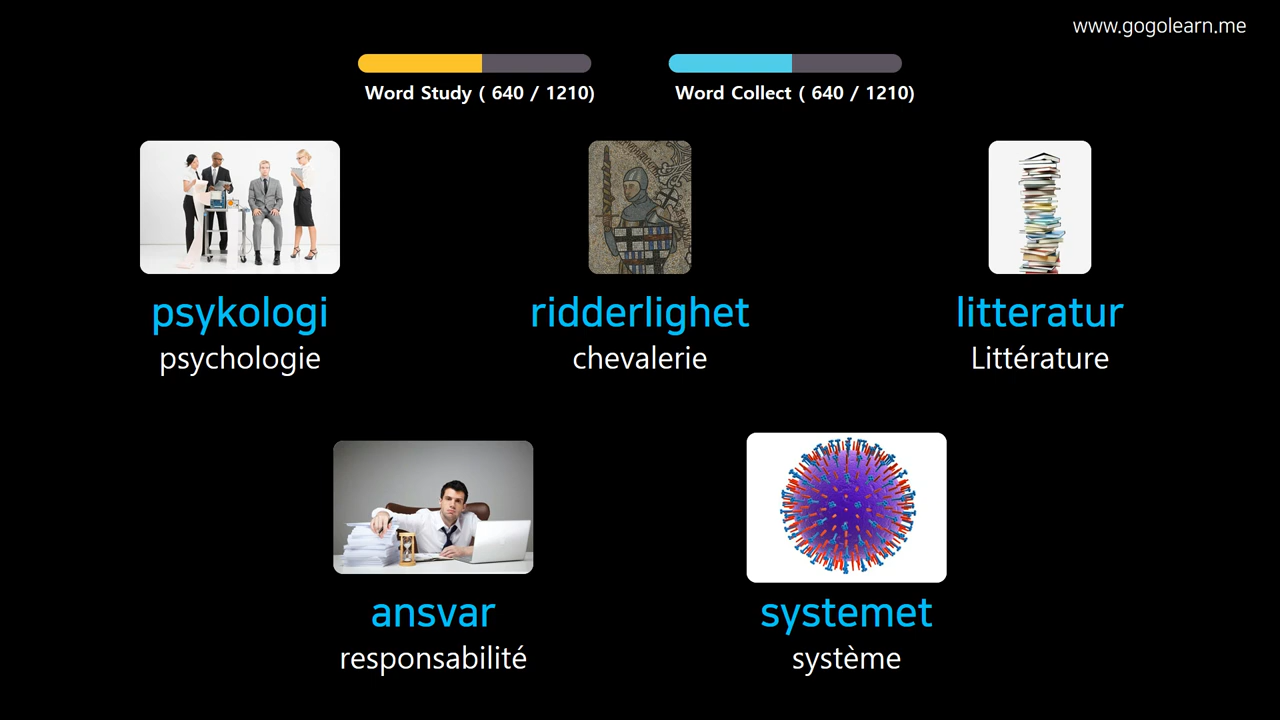 www.gogolearn.me
Word Study ( 640 / 1210)
Word Collect ( 640 / 1210)
psykologi
psychologie
ridderlighet
chevalerie
litteratur
Littérature
ansvar
responsabilité
systemet
système